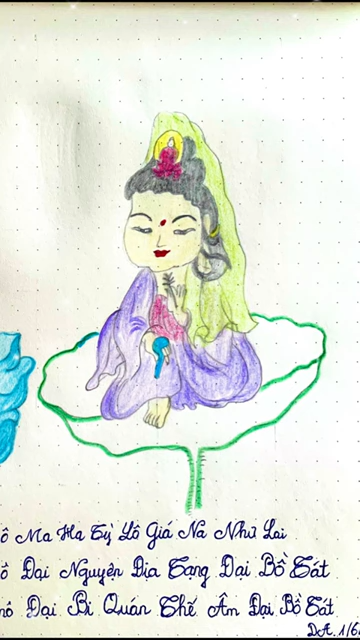 ô Ma Ha Tỳ Lô Giá Na Như Lai
ô Đại Nguyện Địa Tạng Đại Bồ Tát
mô Đại Bi Quán Thế Âm Đại Bồ Tát
D.A. 1/6